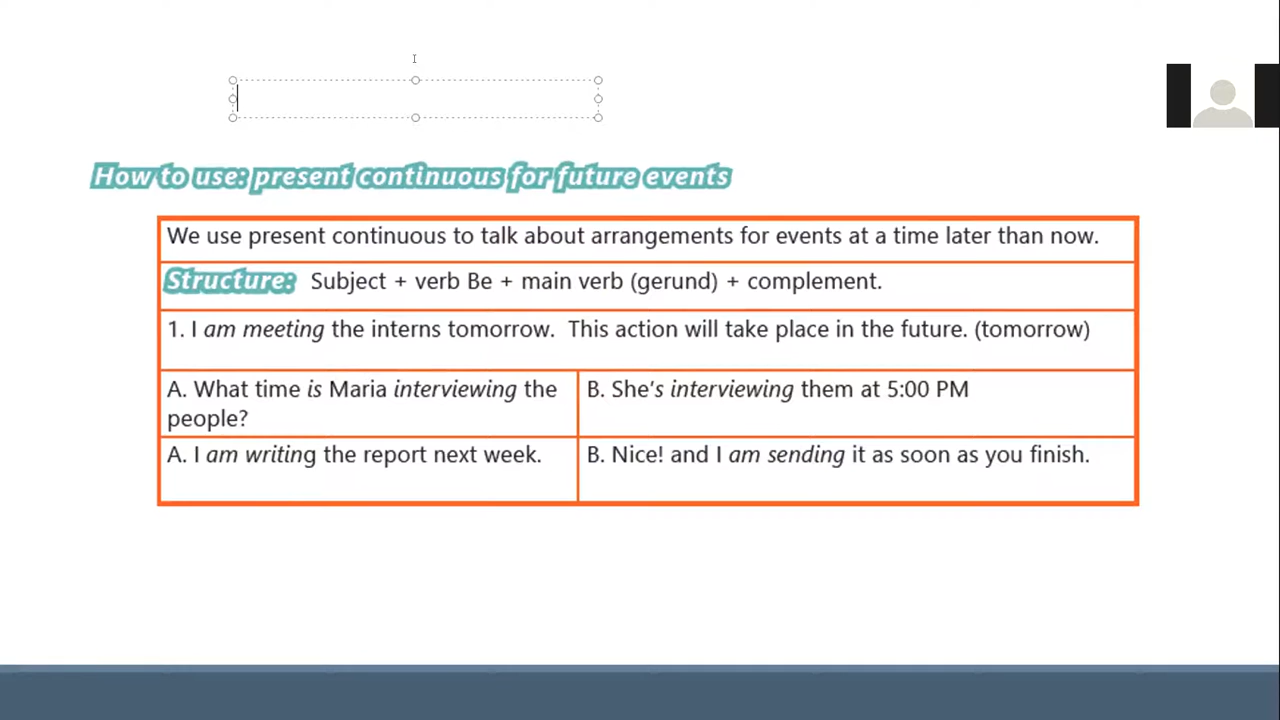 How to use: present continuous for future events
We use present continuous to talk about arrangements for events at a time later than now.
Structure: Subject + verb Be + main verb (gerund) + complement.
1. I am meeting the interns tomorrow. This action will take place in the future. (tomorrow)
A. What time is Maria interviewing the
people?
B. She's interviewing them at 5:00 PM
A. I am writing the report next week.
B. Nice! and I am sending it as soon as you finish.